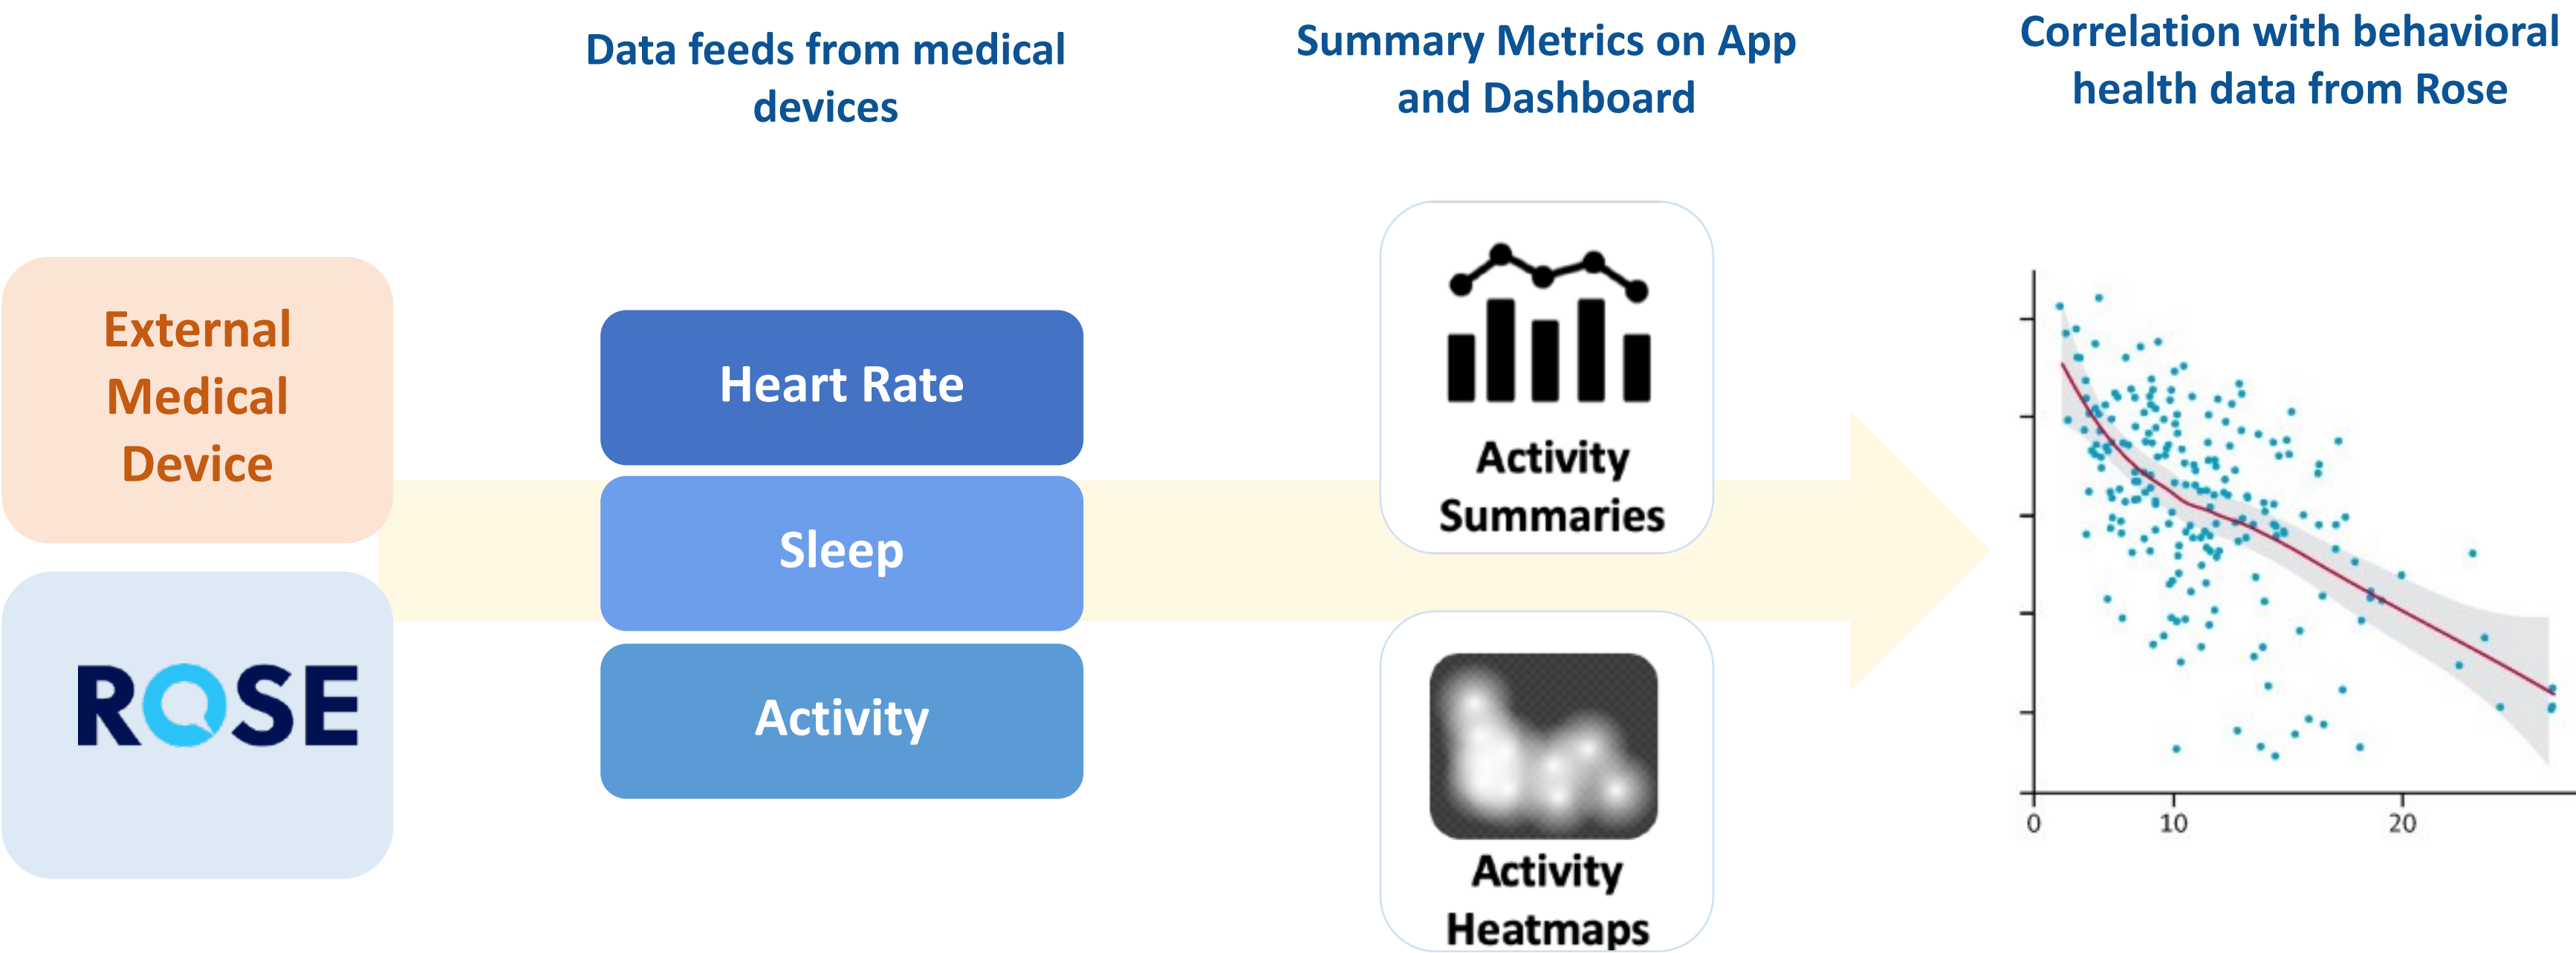 Data feeds from medical
devices
Summary Metrics on App
and Dashboard
Correlation with behavioral
health data from Rose
External
Medical
Device
ROSE
Heart Rate
Sleep
Activity
Activity
Summaries
Activity
Heatmaps
0 10 20